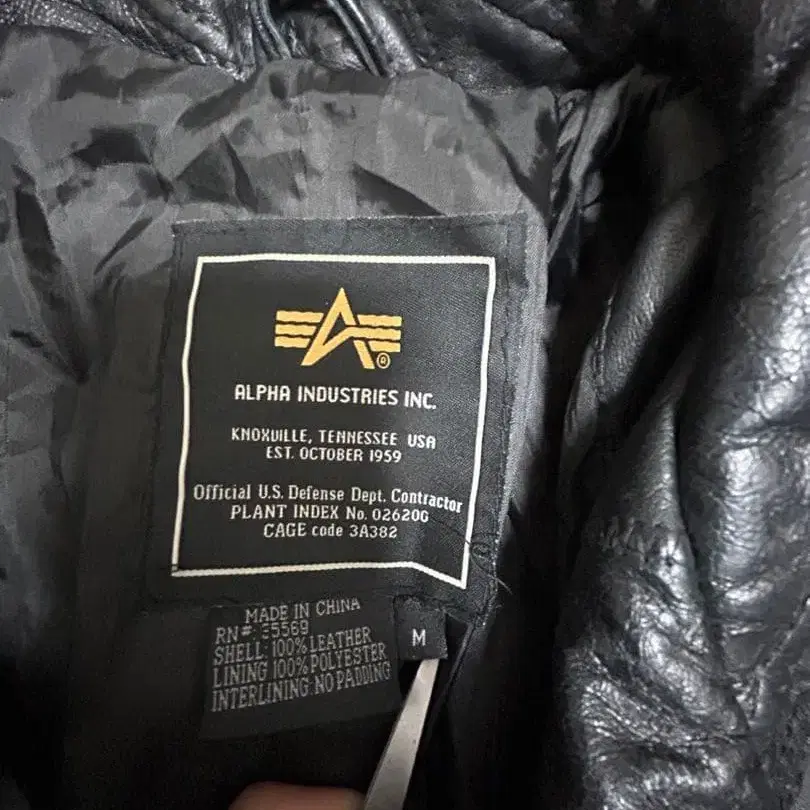 ALPHA INDUSTRIES INC.
KNOXVILLE, TENNESSEE USA
EST. OCTOBER 1959
Official U.S. Defense Dept. Contractor
PLANT INDEX No. 02620G
CAGE code 3A382
MADE IN CHINA
RN#: 35569
SHELL: 100% LEATHER
LINING 100% POLYESTER
INTERLINING: NO PADDING
M